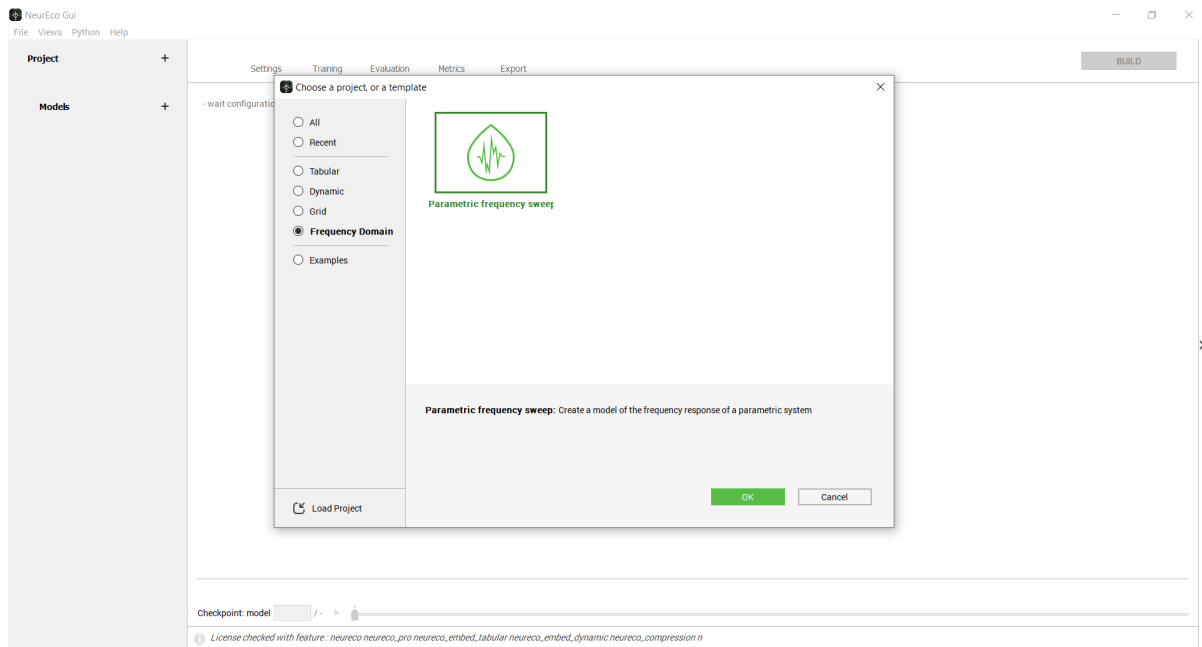 NeurEco Gui
File Views Python Help
Project +
Settings Training Evaluation Metrics Export
BUILD
Models +
- wait configuratio
Choose a project, or a template
All
Recent
Tabular
Dynamic
Grid
Frequency Domain
Examples
Load Project
Parametric frequency sweep
Parametric frequency sweep: Create a model of the frequency response of a parametric system
OK Cancel
Checkpoint: model / -
License checked with feature : neureco neureco_pro neureco_embed_tabular neureco_embed_dynamic neureco_compression n